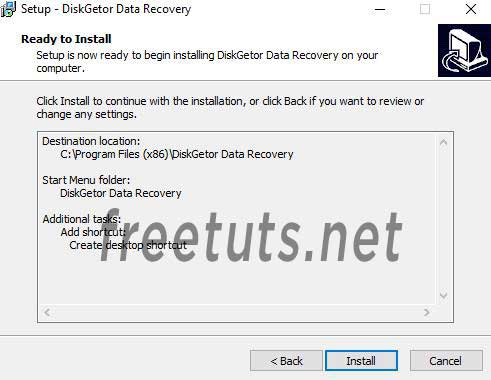 Setup - DiskGetor Data Recovery
Ready to Install
Setup is now ready to begin installing DiskGetor Data Recovery on your
computer.
Click Install to continue with the installation, or click Back if you want to review or
change any settings.
Destination location:
C:\Program Files (x86)\DiskGetor Data Recovery
Start Menu folder:
DiskGetor Data Recovery
Additional tasks:
Add shortcut:
Create desktop shortcut
freetuts.net
< Back
Install
Cancel